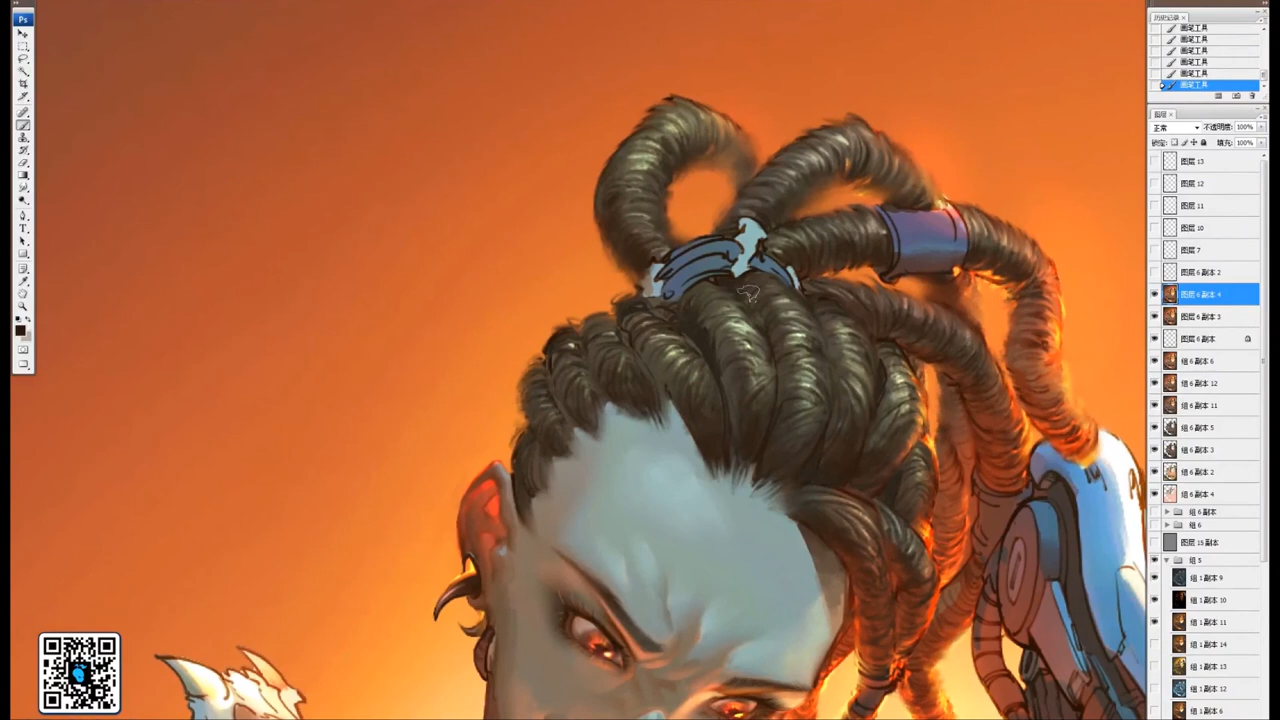 Ps
历史记录 ×
画笔工具
画笔工具
画笔工具
画笔工具
画笔工具
画笔工具
图层 ×
正常 不透明度: 100%
锁定: 填充: 100%
图层 13
图层 12
图层 11
图层 10
图层 7
图层 6 副本 2
图层 6 副本 4
图层 6 副本 3
图层 6 副本
组 6 副本 6
组 6 副本 12
组 6 副本 11
组 6 副本 5
组 6 副本 3
组 6 副本 2
组 6 副本 4
组 6 副本
组 6
图层 15 副本
组 5
组 1 副本 9
组 1 副本 10
组 1 副本 11
组 1 副本 14
组 1 副本 13
组 1 副本 12
组 1 副本 6
T